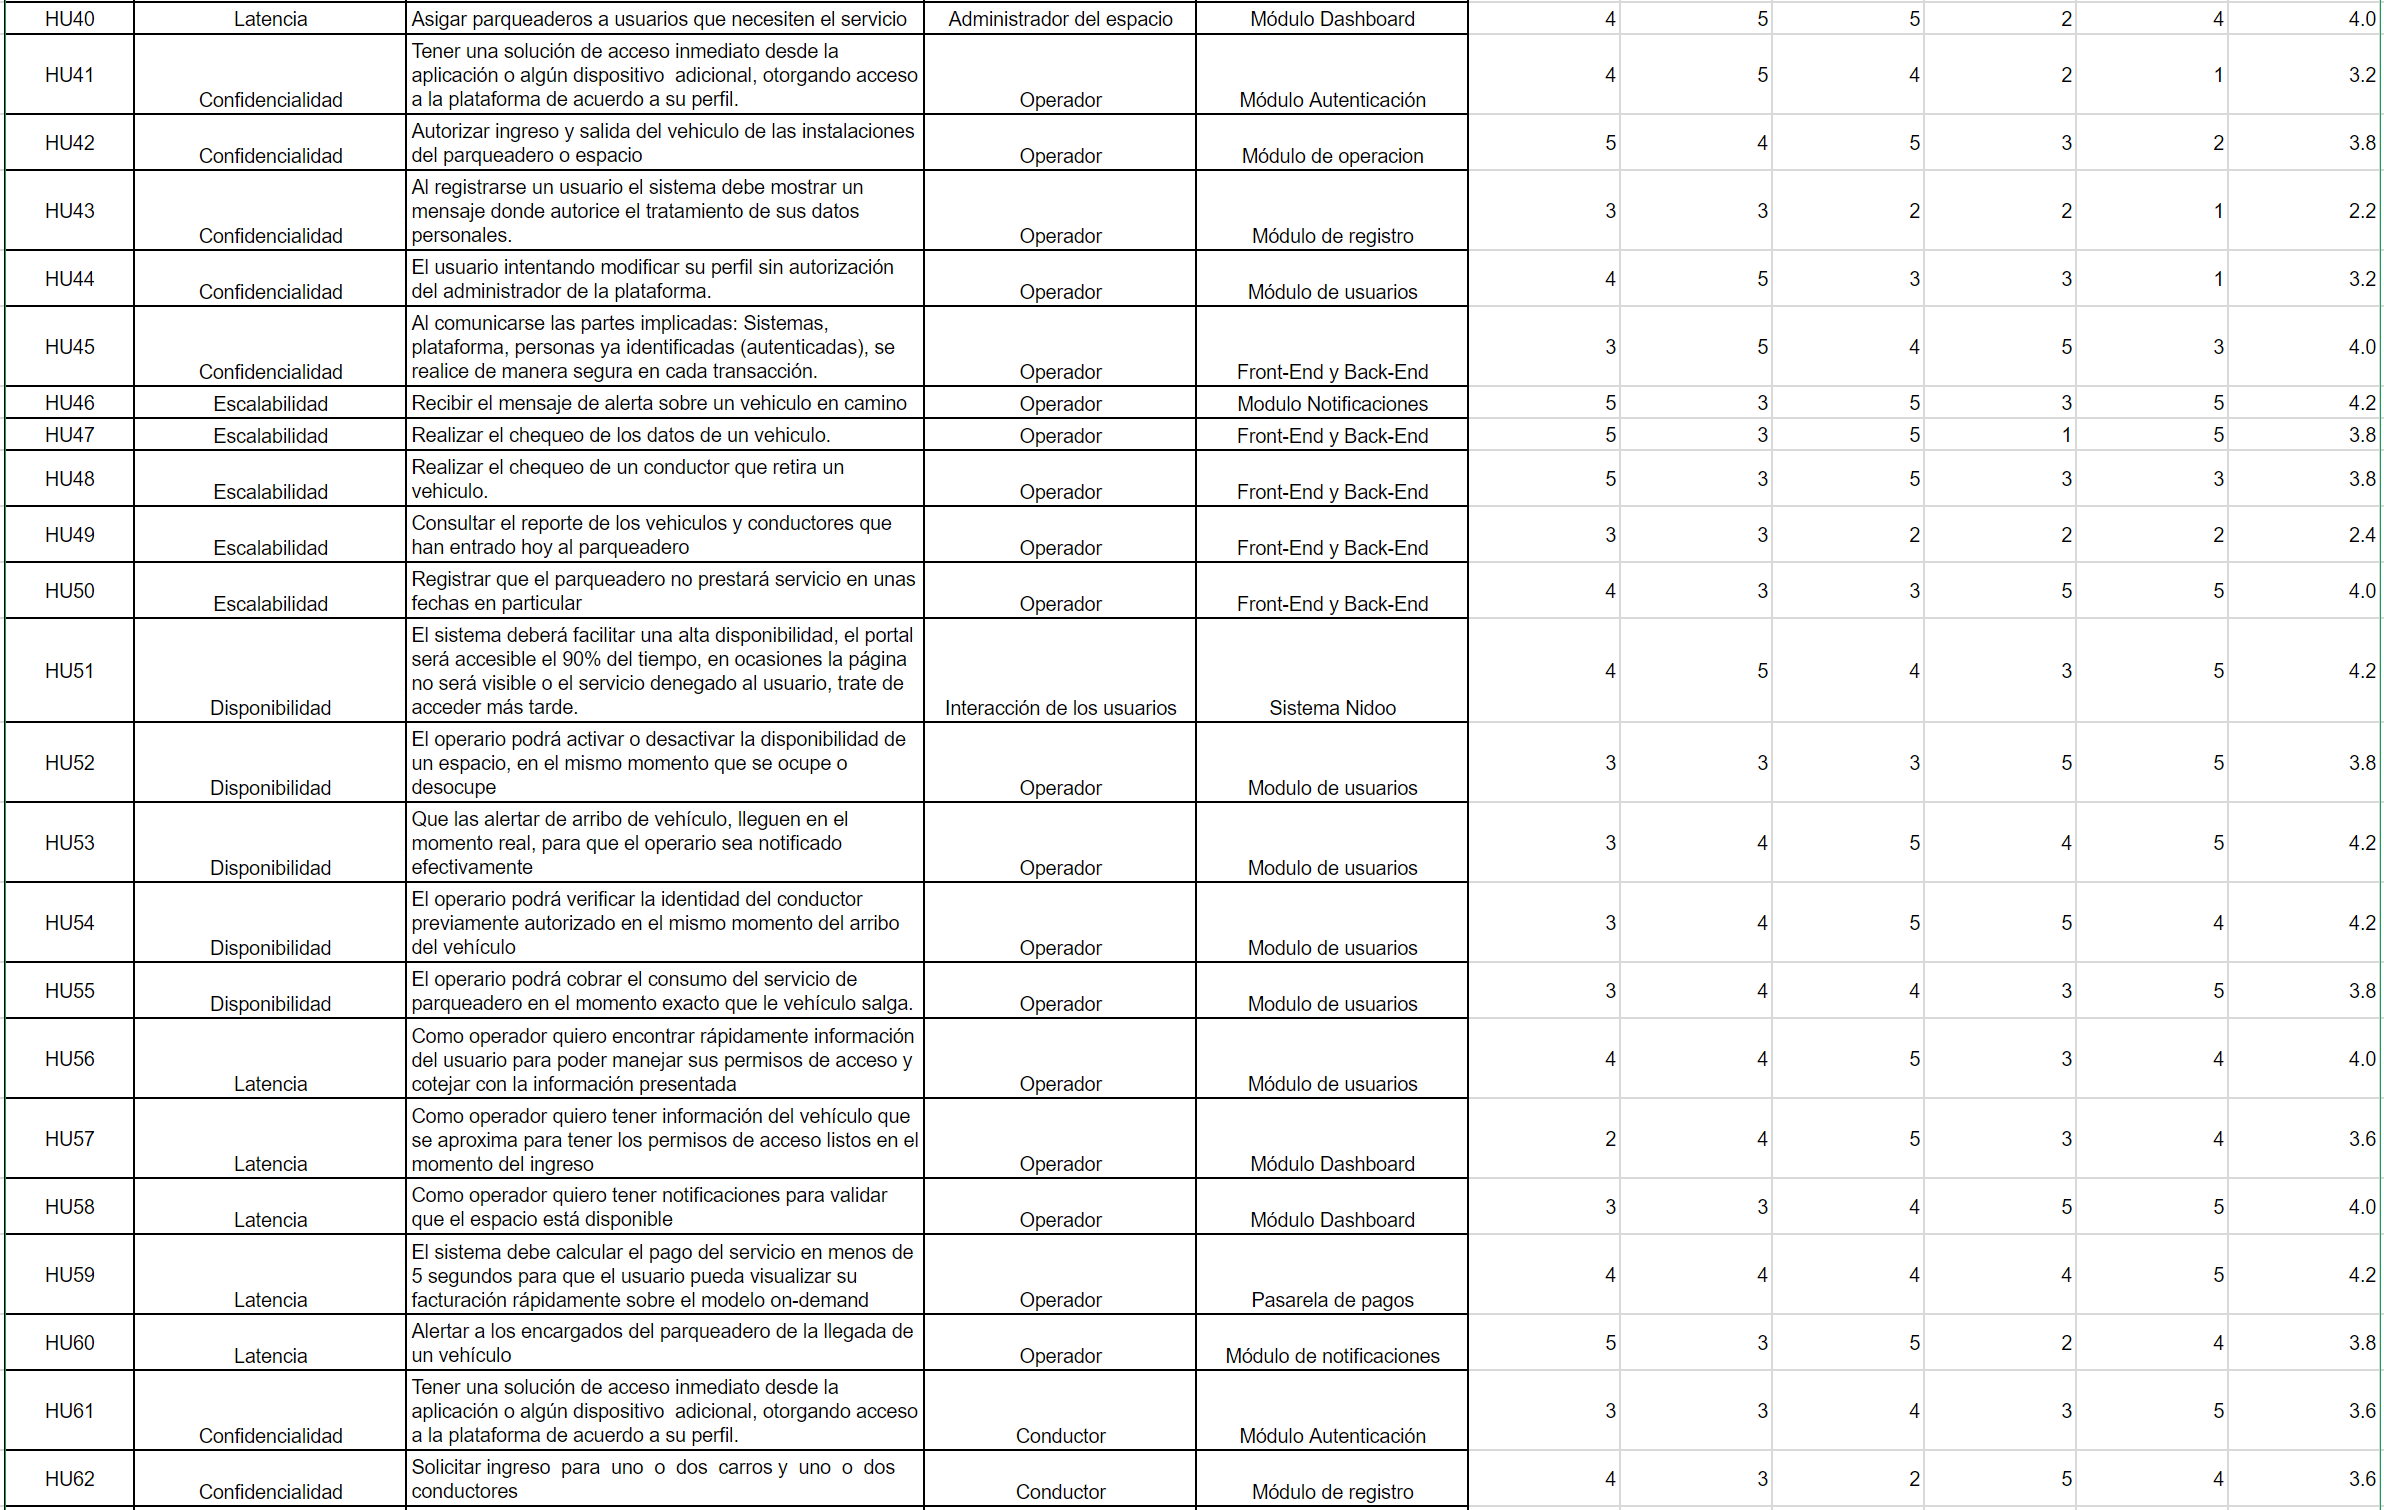 HU40 Latencia Asigar parqueaderos a usuarios que necesiten el servicio Administrador del espacio Módulo Dashboard 4 5 5 2 4 4.0
Tener una solución de acceso inmediato desde la
HU41 aplicación o algún dispositivo adicional, otorgando acceso 4 5 4 2 1 3.2
Confidencialidad a la plataforma de acuerdo a su perfil. Operador Módulo Autenticación
HU42 Autorizar ingreso y salida del vehiculo de las instalaciones 5 4 5 3 2 3.8
Confidencialidad del parqueadero o espacio Operador Módulo de operacion
Al registrarse un usuario el sistema debe mostrar un
HU43 mensaje donde autorice el tratamiento de sus datos 3 3 2 2 1 2.2
Confidencialidad personales. Operador Módulo de registro
HU44 El usuario intentando modificar su perfil sin autorización 4 5 3 3 1 3.2
Confidencialidad del administrador de la plataforma. Operador Módulo de usuarios
Al comunicarse las partes implicadas: Sistemas,
HU45 plataforma, personas ya identificadas (autenticadas), se 3 5 4 5 3 4.0
Confidencialidad realice de manera segura en cada transacción. Operador Front-End y Back-End
HU46 Escalabilidad Recibir el mensaje de alerta sobre un vehiculo en camino Operador Modulo Notificaciones 5 3 5 3 5 4.2
HU47 Escalabilidad Realizar el chequeo de los datos de un vehiculo. Operador Front-End y Back-End 5 3 5 1 5 3.8
HU48 Realizar el chequeo de un conductor que retira un 5 3 5 3 3 3.8
Escalabilidad vehiculo. Operador Front-End y Back-End
HU49 Consultar el reporte de los vehiculos y conductores que 3 3 2 2 2 2.4
Escalabilidad han entrado hoy al parqueadero Operador Front-End y Back-End
HU50 Registrar que el parqueadero no prestará servicio en unas 4 3 3 5 5 4.0
Escalabilidad fechas en particular Operador Front-End y Back-End
El sistema deberá facilitar una alta disponibilidad, el portal
será accesible el 90% del tiempo, en ocasiones la página
HU51 no será visible o el servicio denegado al usuario, trate de 4 5 4 3 5 4.2
Disponibilidad acceder más tarde. Interacción de los usuarios Sistema Nidoo
El operario podrá activar o desactivar la disponibilidad de
HU52 un espacio, en el mismo momento que se ocupe o 3 3 3 5 5 3.8
Disponibilidad desocupe Operador Modulo de usuarios
Que las alertar de arribo de vehículo, lleguen en el
HU53 momento real, para que el operario sea notificado 3 4 5 4 5 4.2
Disponibilidad efectivamente Operador Modulo de usuarios
El operario podrá verificar la identidad del conductor
HU54 previamente autorizado en el mismo momento del arribo 3 4 5 5 4 4.2
Disponibilidad del vehículo Operador Modulo de usuarios
HU55 El operario podrá cobrar el consumo del servicio de 3 4 4 3 5 3.8
Disponibilidad parqueadero en el momento exacto que le vehículo salga. Operador Modulo de usuarios
Como operador quiero encontrar rápidamente información
HU56 del usuario para poder manejar sus permisos de acceso y 4 4 5 3 4 4.0
Latencia cotejar con la información presentada Operador Módulo de usuarios
Como operador quiero tener información del vehículo que
HU57 se aproxima para tener los permisos de acceso listos en el 2 4 5 3 4 3.6
Latencia momento del ingreso Operador Módulo Dashboard
HU58 Como operador quiero tener notificaciones para validar 3 3 4 5 5 4.0
Latencia que el espacio está disponible Operador Módulo Dashboard
El sistema debe calcular el pago del servicio en menos de
HU59 5 segundos para que el usuario pueda visualizar su 4 4 4 4 5 4.2
Latencia facturación rápidamente sobre el modelo on-demand Operador Pasarela de pagos
HU60 Alertar a los encargados del parqueadero de la llegada de 5 3 5 2 4 3.8
Latencia un vehículo Operador Módulo de notificaciones
Tener una solución de acceso inmediato desde la
HU61 aplicación o algún dispositivo adicional, otorgando acceso 3 3 4 3 5 3.6
Confidencialidad a la plataforma de acuerdo a su perfil. Conductor Módulo Autenticación
HU62 Solicitar ingreso para uno o dos carros y uno o dos 4 3 2 5 4 3.6
Confidencialidad conductores Conductor Módulo de registro